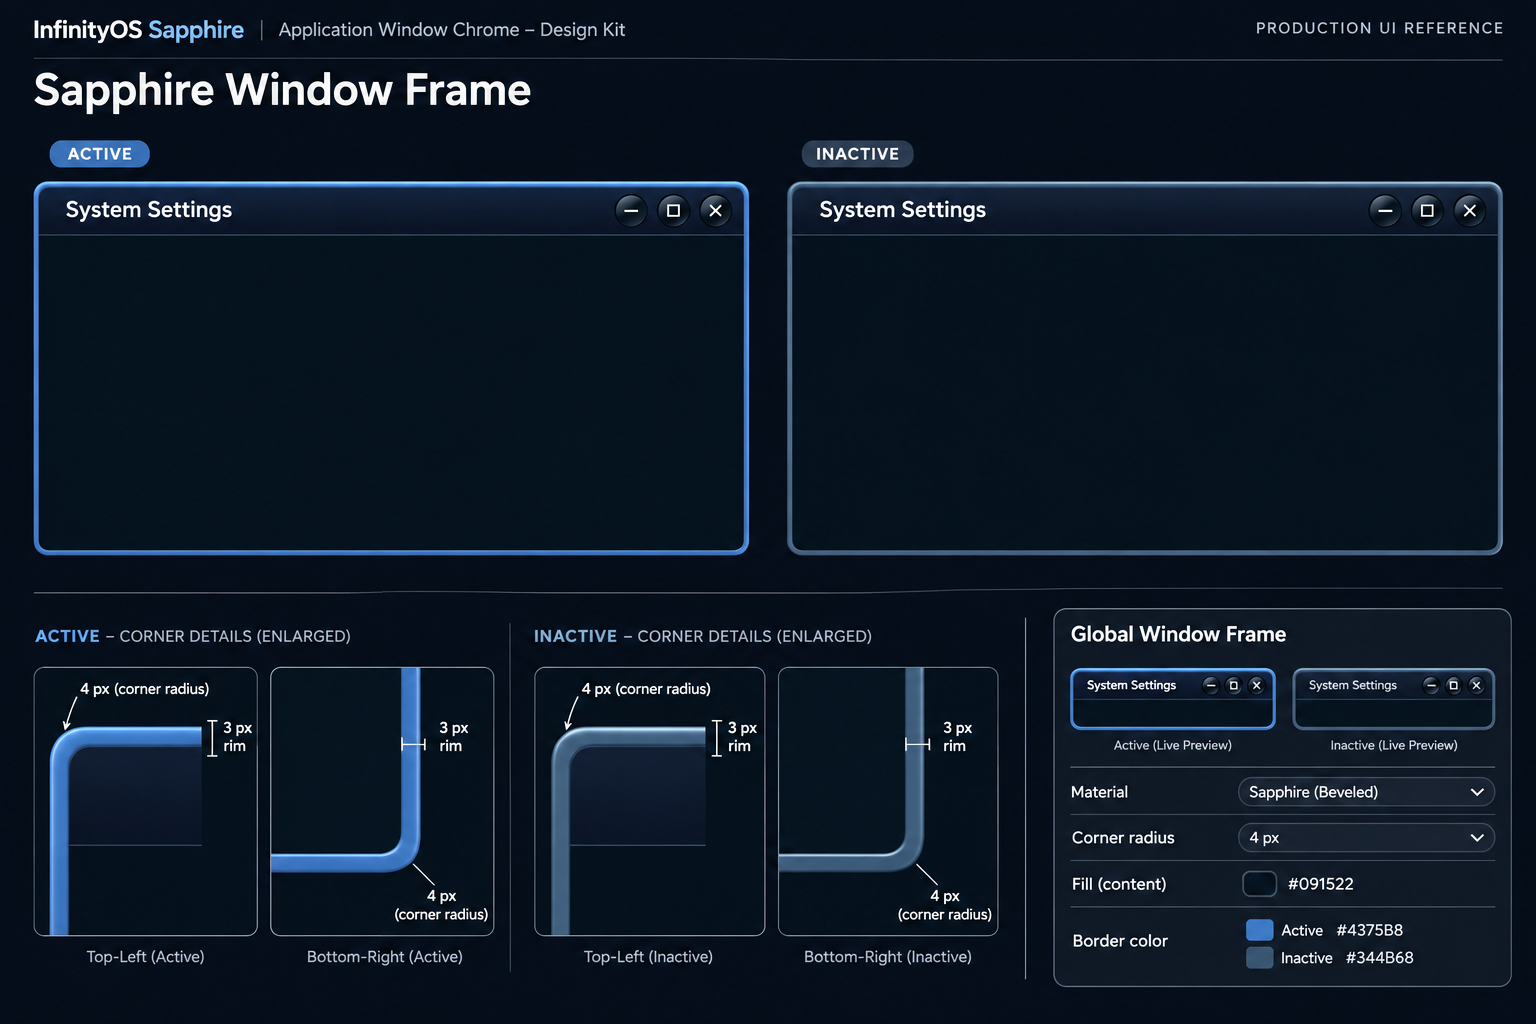 InfinityOS Sapphire | Application Window Chrome – Design Kit
PRODUCTION UI REFERENCE
Sapphire Window Frame
ACTIVE
System Settings
INACTIVE
System Settings
ACTIVE – CORNER DETAILS (ENLARGED)
4 px (corner radius)
3 px
rim
Top-Left (Active)
3 px
rim
4 px
(corner radius)
Bottom-Right (Active)
INACTIVE – CORNER DETAILS (ENLARGED)
4 px (corner radius)
3 px
rim
Top-Left (Inactive)
3 px
rim
4 px
(corner radius)
Bottom-Right (Inactive)
Global Window Frame
System Settings
Active (Live Preview)
System Settings
Inactive (Live Preview)
Material
Sapphire (Beveled)
Corner radius
4 px
Fill (content)
#091522
Border color
Active #4375B8
Inactive #344B68